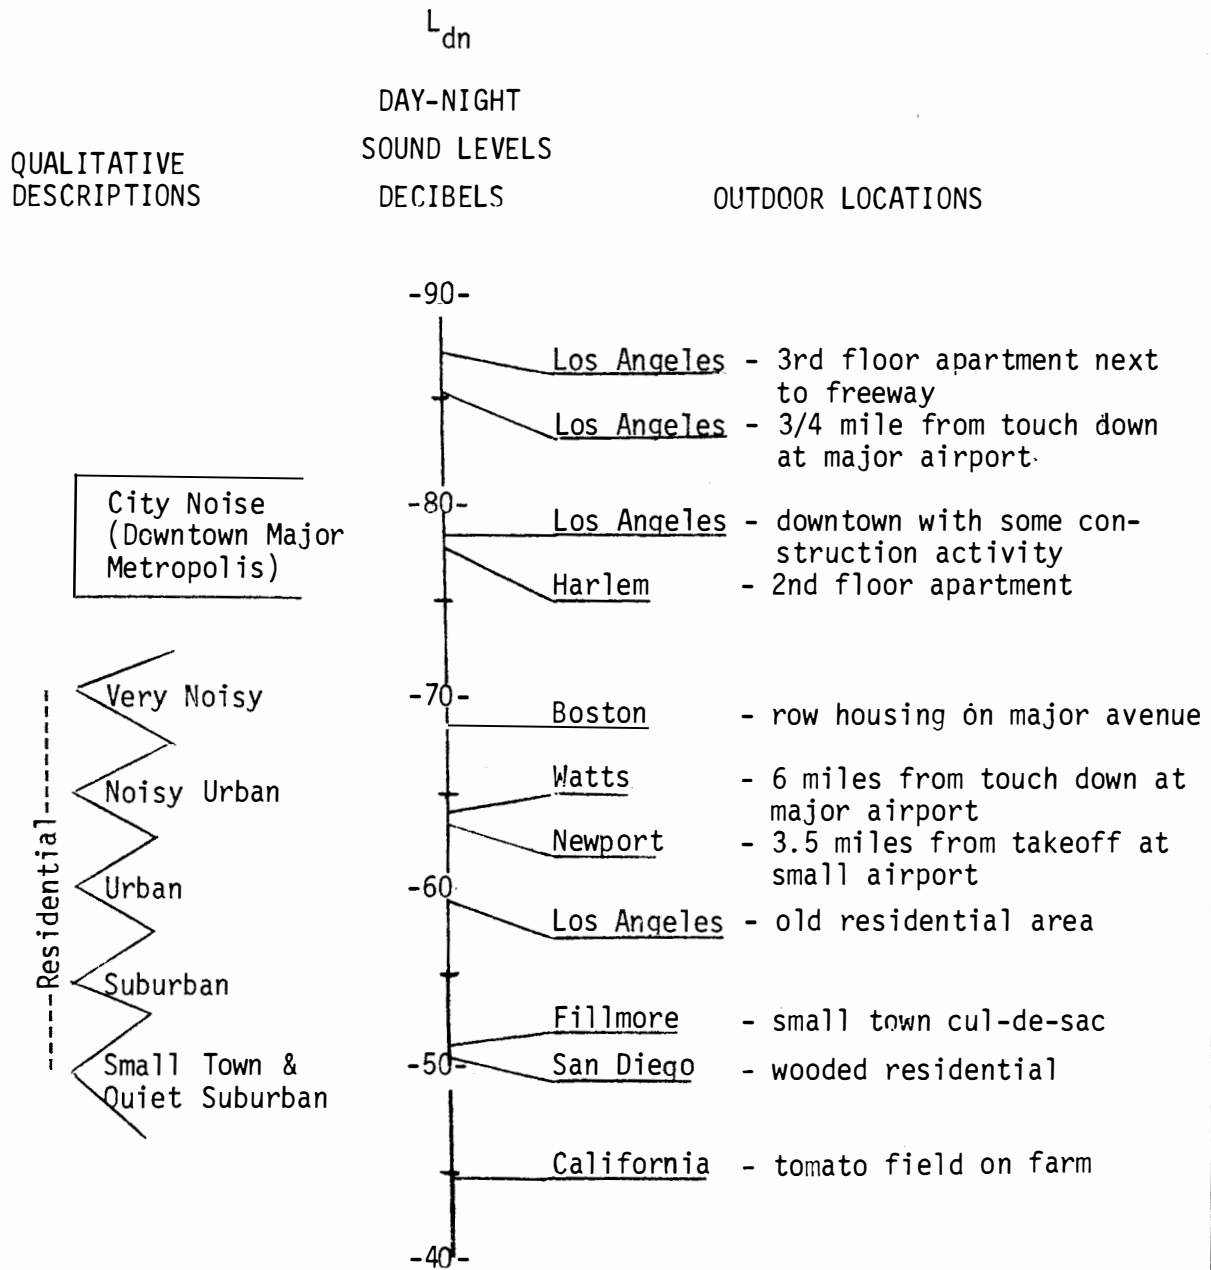 Ldn
DAY-NIGHT
SOUND LEVELS
DECIBELS
QUALITATIVE
DESCRIPTIONS
OUTDOOR LOCATIONS
-90-
Los Angeles - 3rd floor apartment next
to freeway
Los Angeles - 3/4 mile from touch down
at major airport
City Noise
(Downtown Major
Metropolis)
-80-
Los Angeles - downtown with some con-
struction activity
Harlem - 2nd floor apartment
-----Residential-------
Very Noisy
-70-
Boston - row housing on major avenue
Noisy Urban
Watts - 6 miles from touch down at
major airport
Newport - 3.5 miles from takeoff at
small airport
Urban
-60-
Los Angeles - old residential area
Suburban
Fillmore - small town cul-de-sac
Small Town &
Quiet Suburban
-50-
San Diego - wooded residential
California - tomato field on farm
-40-